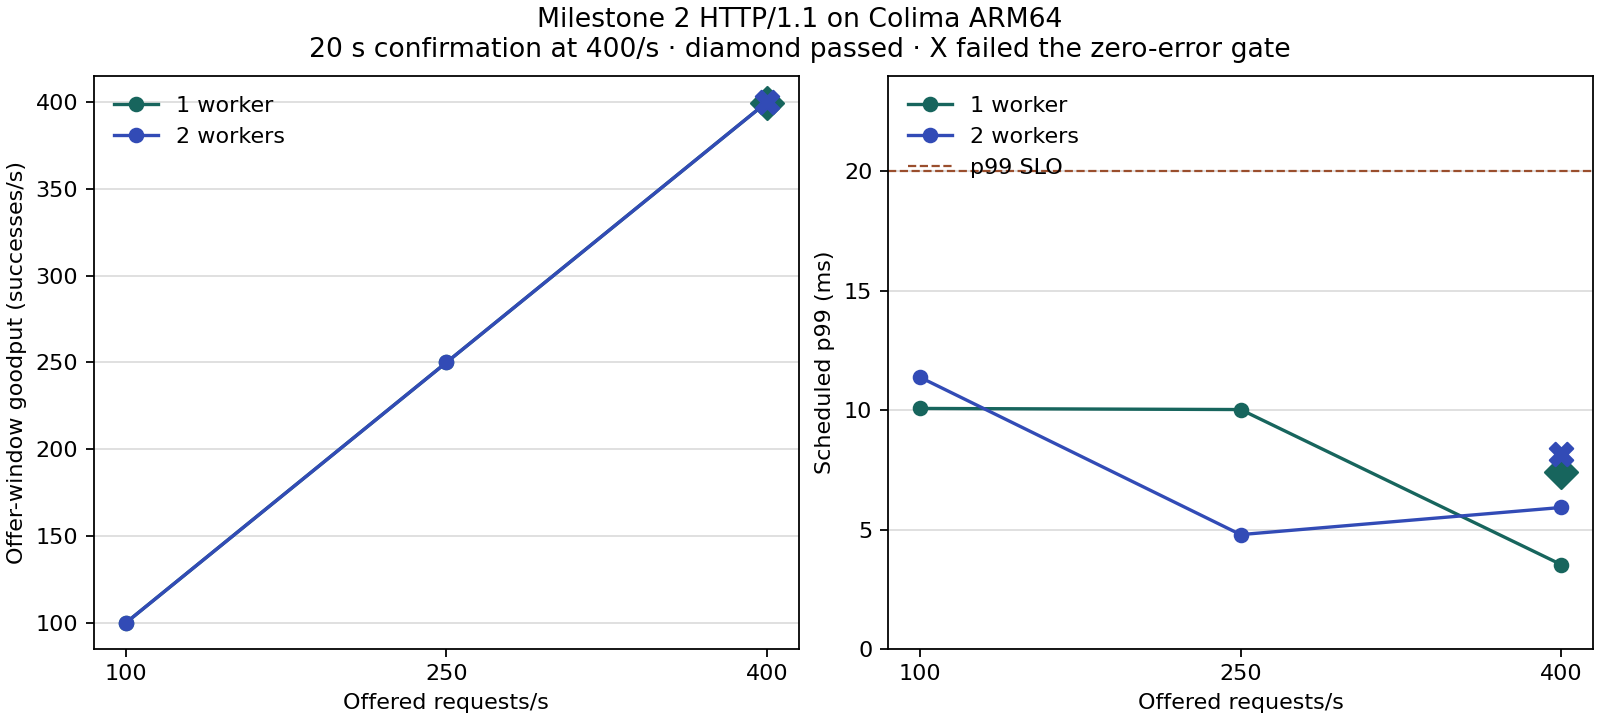 Milestone 2 HTTP/1.1 on Colima ARM64
20 s confirmation at 400/s · diamond passed · X failed the zero-error gate
Offer-window goodput (successes/s)
400
350
300
250
200
150
100
1 worker
2 workers
100
250
400
Offered requests/s
Scheduled p99 (ms)
20
15
10
5
0
1 worker
2 workers
p99 SLO
100
250
400
Offered requests/s